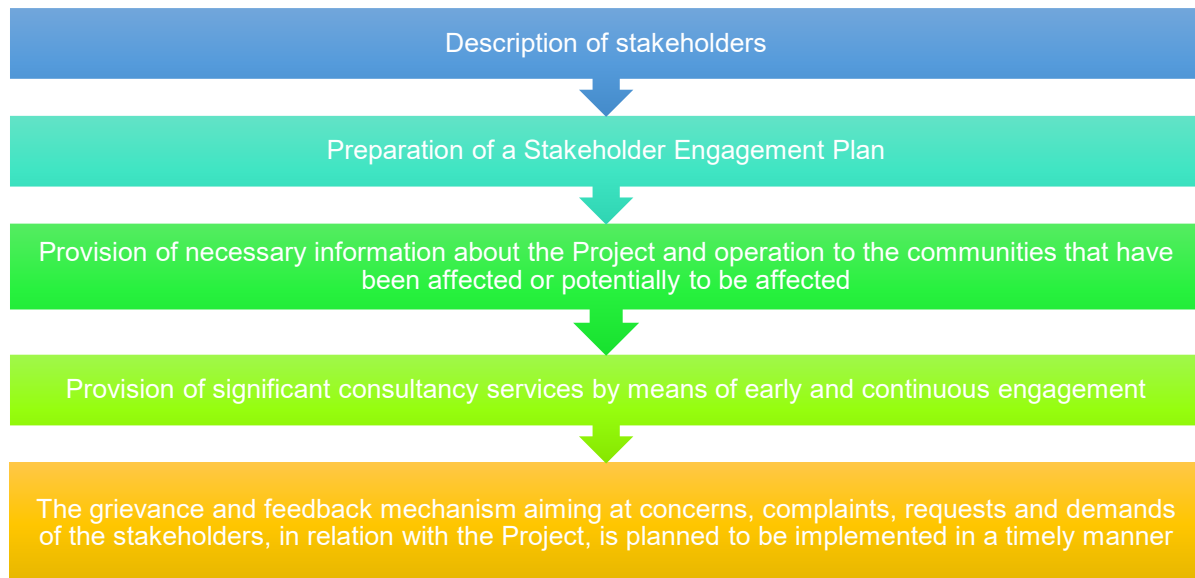 Description of stakeholders
Preparation of a Stakeholder Engagement Plan
Provision of necessary information about the Project and operation to the communities that have
been affected or potentially to be affected
Provision of significant consultancy services by means of early and continuous engagement
The grievance and feedback mechanism aiming at concerns, complaints, requests and demands
of the stakeholders, in relation with the Project, is planned to be implemented in a timely manner